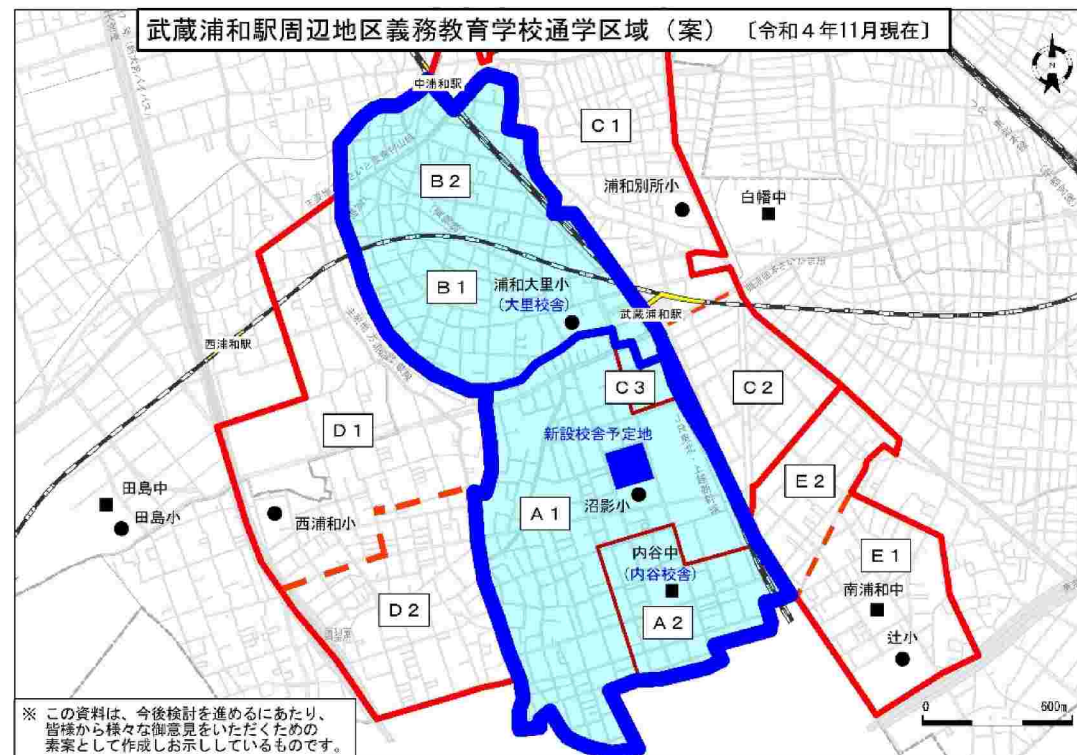 武蔵浦和駅周辺地区義務教育学校通学区域（案）〔令和４年11月現在〕
中浦和駅
N
C１
B２
浦和別所小
白幡中
B１
浦和大里小
（大里校舎）
武蔵浦和駅
西浦和駅
C３
C２
D１
新設校舎予定地
E２
田島中
田島小
西浦和小
A１
沼影小
内谷中
（内谷校舎）
E１
南浦和中
D２
A２
辻小
0
600m
※ この資料は、今後検討を進めるにあたり、
皆様から様々な御意見をいただくための
素案として作成しお示ししているものです。